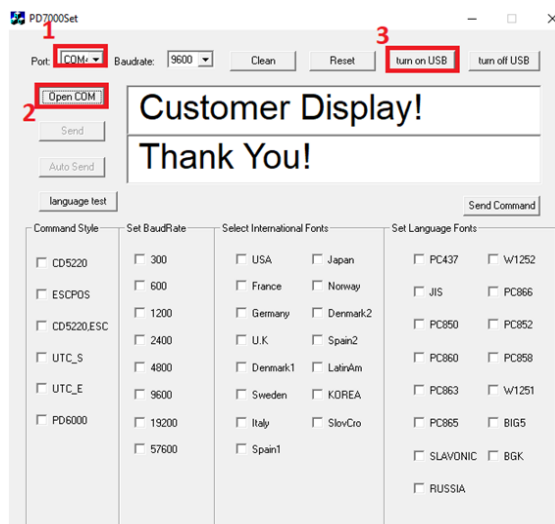 PD7000Set
1
3
Port: COM4 Baudrate: 9600 Clean Reset turn on USB turn off USB
Open COM
2
Customer Display!
Send
Thank You!
Auto Send
language test
Send Command
Command Style Set BaudRate Select International Fonts Set Language Fonts
CD5220 300 USA Japan PC437 W1252
ESCPOS 600 France Norway JIS PC866
CD5220,ESC 1200 Germany Denmark2 PC850 PC852
UTC_S 2400 U.K Spain2 PC860 PC858
UTC_E 4800 Denmark1 LatinAm PC863 W1251
PD6000 9600 Sweden KOREA PC865 BIG5
19200 Italy SlovCro SLAVONIC BGK
57600 Spain1 RUSSIA